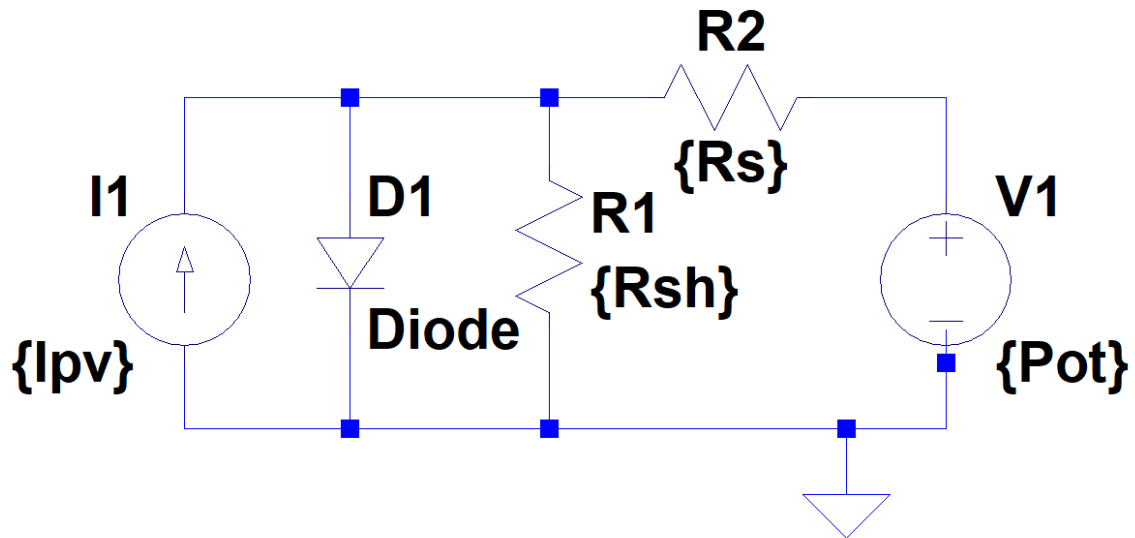 R2
{Rs}
I1
{Ipv}
D1
Diode
R1
{Rsh}
V1
{Pot}